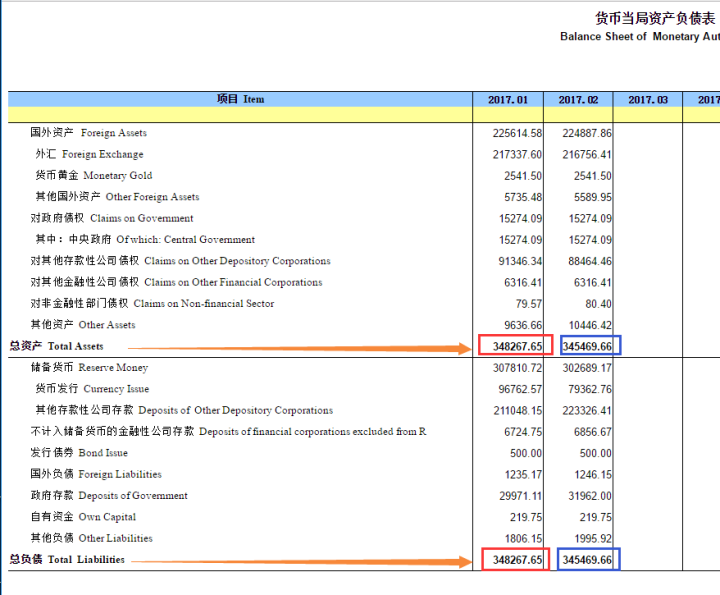 货币当局资产负债表
Balance Sheet of Monetary Aut
项目 Item 2017.01 2017.02 2017.03 2017
国外资产 Foreign Assets 225614.58 224887.86
外汇 Foreign Exchange 217337.60 216756.41
货币黄金 Monetary Gold 2541.50 2541.50
其他国外资产 Other Foreign Assets 5735.48 5589.95
对政府债权 Claims on Government 15274.09 15274.09
其中：中央政府 Of which: Central Government 15274.09 15274.09
对其他存款性公司债权 Claims on Other Depository Corporations 91346.34 88464.46
对其他金融性公司债权 Claims on Other Financial Corporations 6316.41 6316.41
对非金融性部门债权 Claims on Non-financial Sector 79.57 80.40
其他资产 Other Assets 9636.66 10446.42
总资产 Total Assets 348267.65 345469.66
储备货币 Reserve Money 307810.72 302689.17
货币发行 Currency Issue 96762.57 79362.76
其他存款性公司存款 Deposits of Other Depository Corporations 211048.15 223326.41
不计入储备货币的金融性公司存款 Deposits of financial corporations excluded from R 6724.75 6856.67
发行债券 Bond Issue 500.00 500.00
国外负债 Foreign Liabilities 1235.17 1246.15
政府存款 Deposits of Government 29971.11 31962.00
自有资金 Own Capital 219.75 219.75
其他负债 Other Liabilities 1806.15 1995.92
总负债 Total Liabilities 348267.65 345469.66